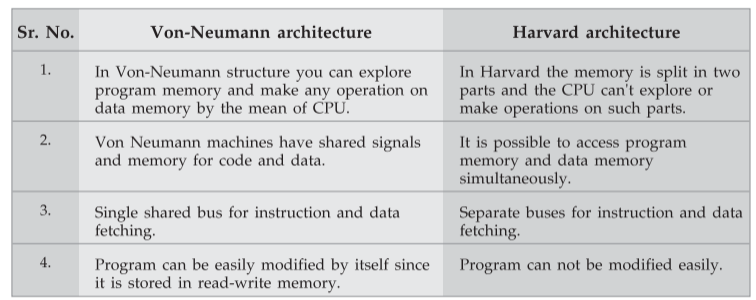 Sr. No. Von-Neumann architecture Harvard architecture
1. In Von-Neumann structure you can explore In Harvard the memory is split in two
program memory and make any operation on parts and the CPU can't explore or
data memory by the mean of CPU. make operations on such parts.
2. Von Neumann machines have shared signals It is possible to access program
and memory for code and data. memory and data memory
simultaneously.
3. Single shared bus for instruction and data Separate buses for instruction and data
fetching. fetching.
4. Program can be easily modified by itself since Program can not be modified easily.
it is stored in read-write memory.